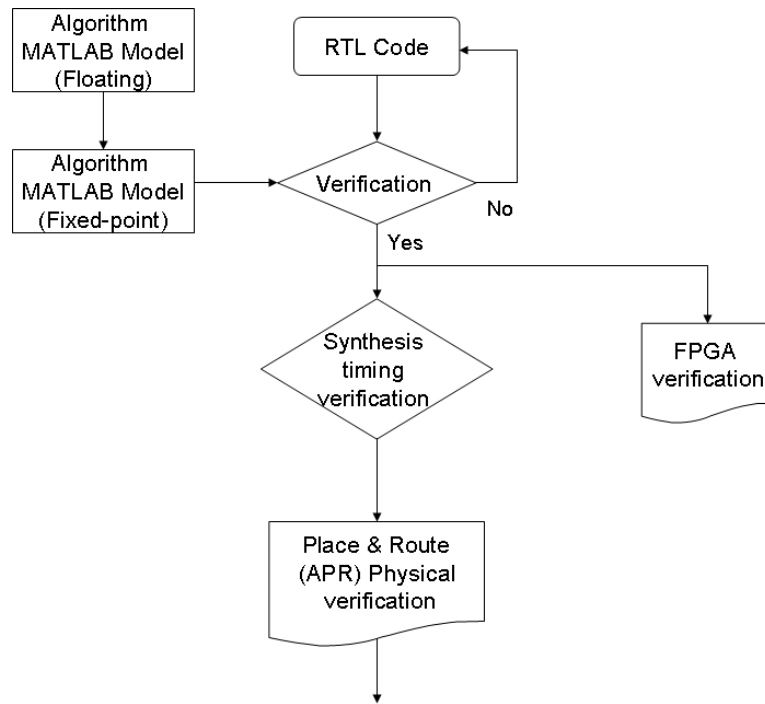 Algorithm
MATLAB Model
(Floating)
RTL Code
Algorithm
MATLAB Model
(Fixed-point)
Verification
No
Yes
Synthesis
timing
verification
FPGA
verification
Place & Route
(APR) Physical
verification